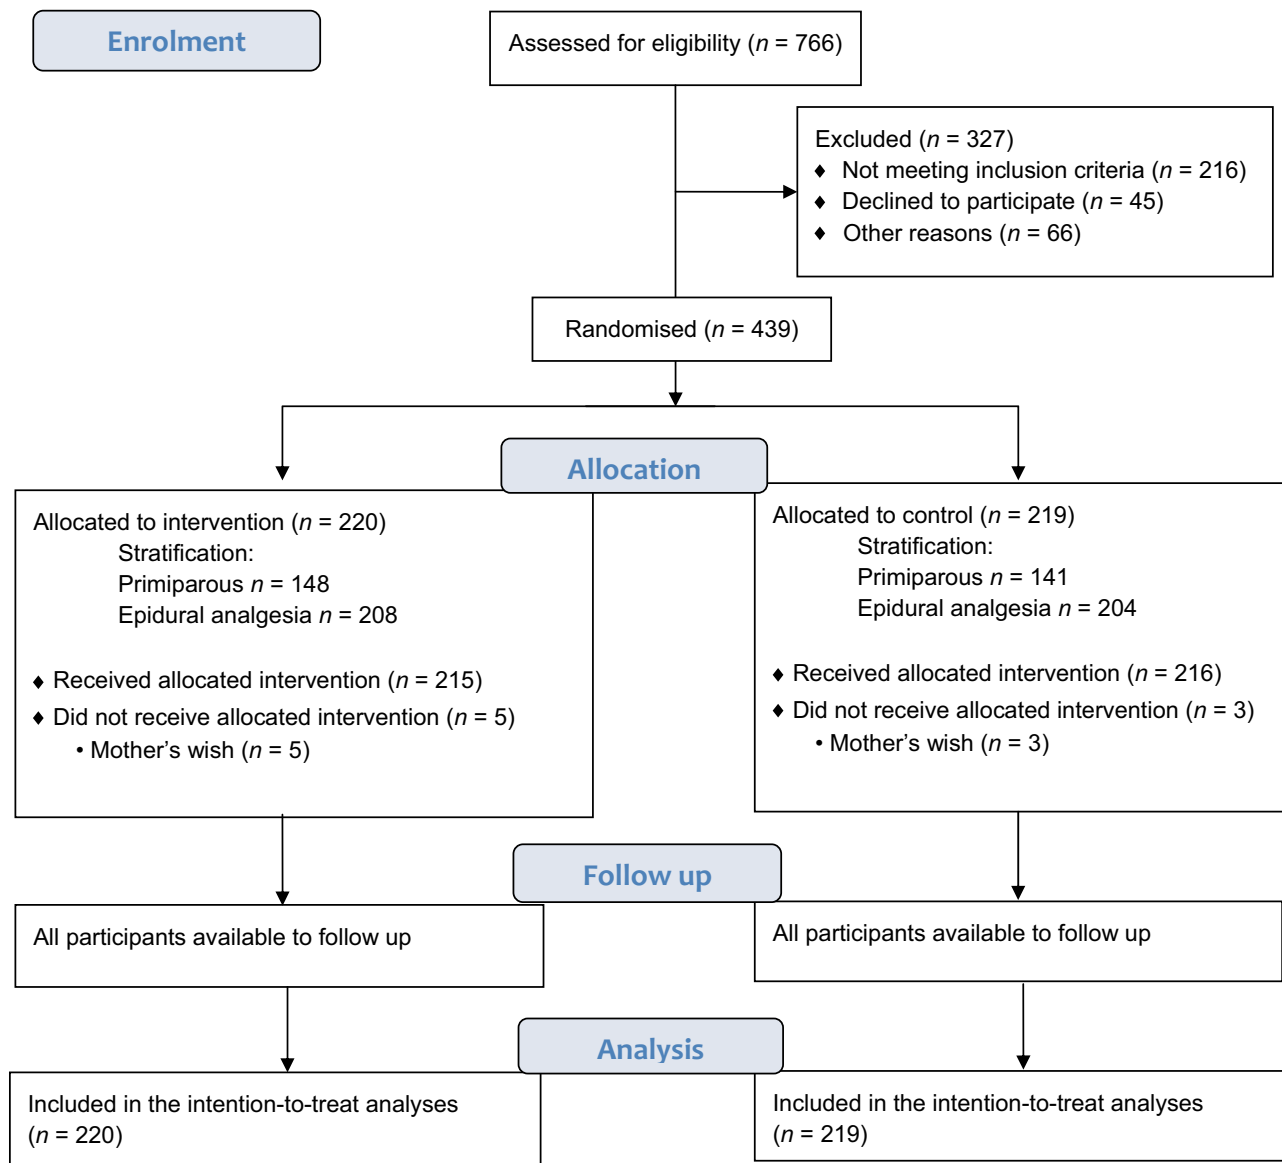 Enrolment
Assessed for eligibility (n = 766)
Excluded (n = 327)
♦ Not meeting inclusion criteria (n = 216)
♦ Declined to participate (n = 45)
♦ Other reasons (n = 66)
Randomised (n = 439)
Allocation
Allocated to intervention (n = 220)
Stratification:
Primiparous n = 148
Epidural analgesia n = 208
♦ Received allocated intervention (n = 215)
♦ Did not receive allocated intervention (n = 5)
• Mother’s wish (n = 5)
Allocated to control (n = 219)
Stratification:
Primiparous n = 141
Epidural analgesia n = 204
♦ Received allocated intervention (n = 216)
♦ Did not receive allocated intervention (n = 3)
• Mother’s wish (n = 3)
Follow up
All participants available to follow up
All participants available to follow up
Analysis
Included in the intention-to-treat analyses
(n = 220)
Included in the intention-to-treat analyses
(n = 219)